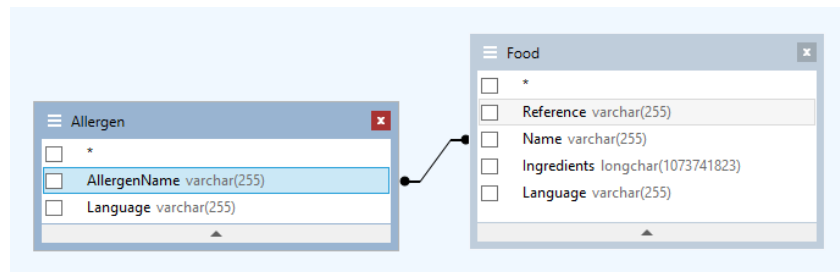 Allergen
*
AllergenName varchar(255)
Language varchar(255)
Food
*
Reference varchar(255)
Name varchar(255)
Ingredients longchar(1073741823)
Language varchar(255)